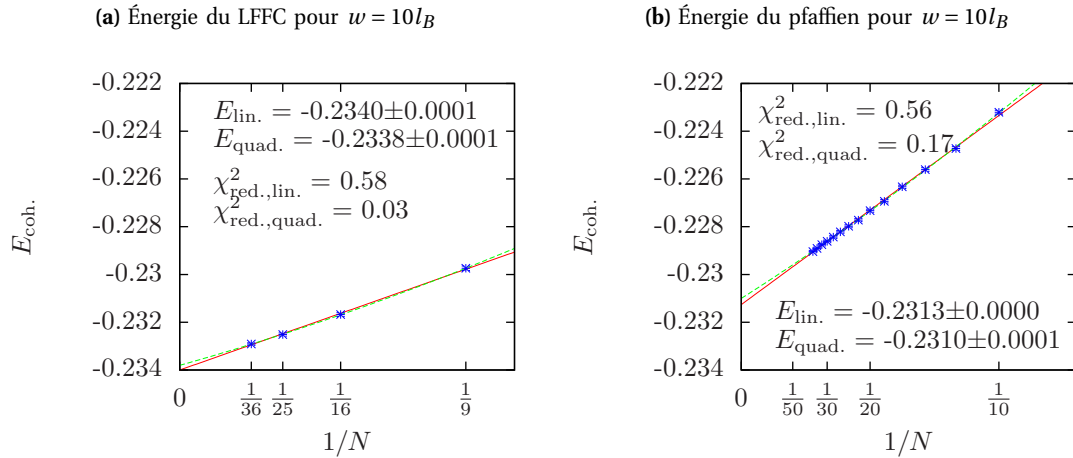 (a) Énergie du LFFC pour w = 10l_B
-0.222
-0.224
-0.226
-0.228
-0.23
-0.232
-0.234
E_coh.
E_lin. = -0.2340±0.0001
E_quad. = -0.2338±0.0001
χ²_red.,lin. = 0.58
χ²_red.,quad. = 0.03
0 1/36 1/25 1/16 1/9
1/N
(b) Énergie du pfaffien pour w = 10l_B
-0.222
-0.224
-0.226
-0.228
-0.23
-0.232
-0.234
E_coh.
χ²_red.,lin. = 0.56
χ²_red.,quad. = 0.17
E_lin. = -0.2313±0.0000
E_quad. = -0.2310±0.0001
0 1/50 1/30 1/20 1/10
1/N